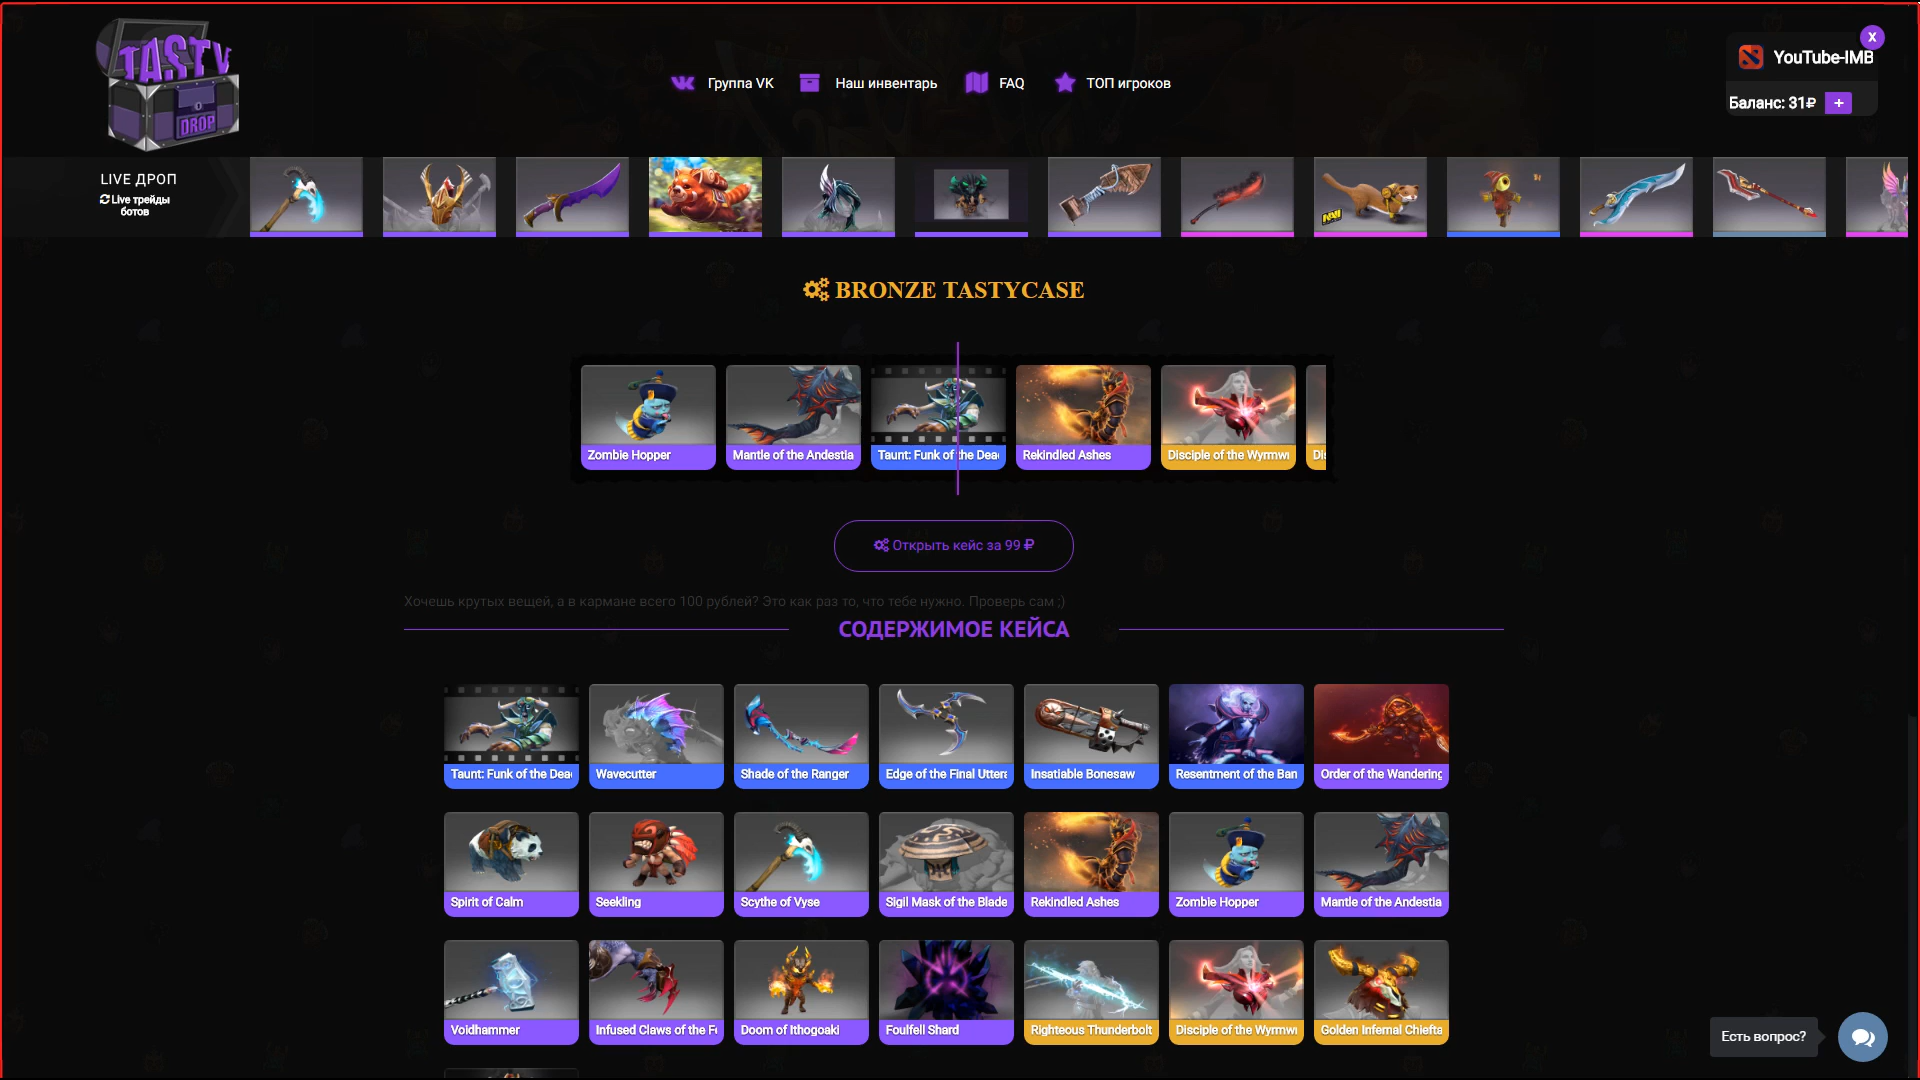 TASTY
DROP
Группа VK
Наш инвентарь
FAQ
ТОП игроков
X
YouTube-IMB
Баланс: 31₽
+
LIVE ДРОП
Live трейды
ботов
BRONZE TASTYCASE
Zombie Hopper
Mantle of the Andestia
Taunt: Funk of the Dea
Rekindled Ashes
Disciple of the Wyrmw
Di
Открыть кейс за 99 ₽
Хочешь крутых вещей, а в кармане всего 100 рублей? Это как раз то, что тебе нужно. Проверь сам ;)
СОДЕРЖИМОЕ КЕЙСА
Taunt: Funk of the Dea
Wavecutter
Shade of the Ranger
Edge of the Final Uttera
Insatiable Bonesaw
Resentment of the Ban
Order of the Wandering
Spirit of Calm
Seekling
Scythe of Vyse
Sigil Mask of the Blade
Rekindled Ashes
Zombie Hopper
Mantle of the Andestia
Voidhammer
Infused Claws of the Fe
Doom of Ithogoaki
Foulfell Shard
Righteous Thunderbolt
Disciple of the Wyrmw
Golden Infernal Chiefta
Есть вопрос?